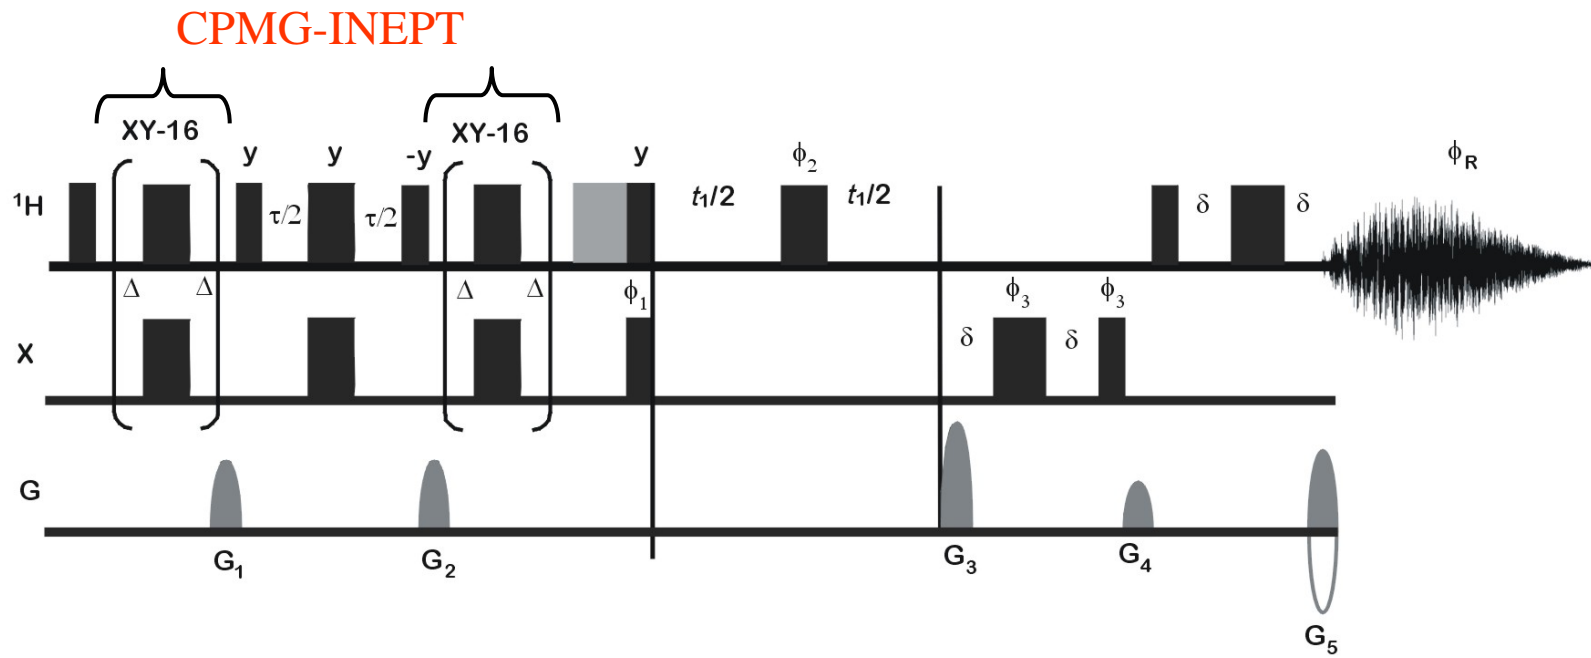 CPMG-INEPT
XY-16 XY-16
y y -y y ϕ2 ϕR
1H τ/2 τ/2 t1/2 t1/2 δ δ
Δ Δ Δ Δ ϕ1 ϕ3 ϕ3
X δ δ
G
G1 G2 G3 G4
G5